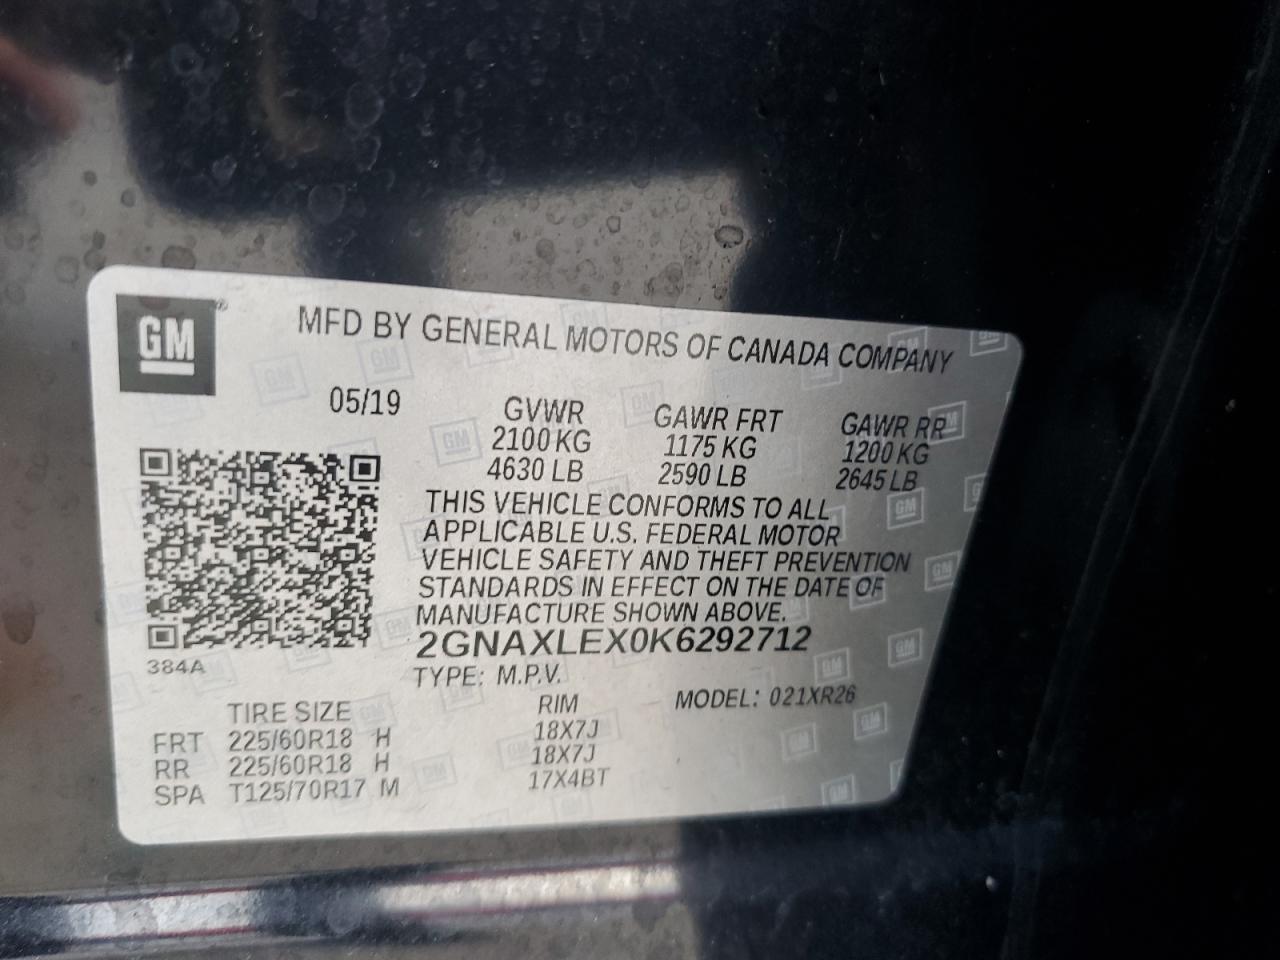 GM
MFD BY GENERAL MOTORS OF CANADA COMPANY
05/19
GVWR GAWR FRT GAWR RR
2100 KG 1175 KG 1200 KG
4630 LB 2590 LB 2645 LB
THIS VEHICLE CONFORMS TO ALL
APPLICABLE U.S. FEDERAL MOTOR
VEHICLE SAFETY AND THEFT PREVENTION
STANDARDS IN EFFECT ON THE DATE OF
MANUFACTURE SHOWN ABOVE.
2GNAXLEX0K6292712
384A
TYPE: M.P.V. MODEL: 021XR26
TIRE SIZE RIM
FRT 225/60R18 H 18X7J
RR 225/60R18 H 18X7J
SPA T125/70R17 M 17X4BT